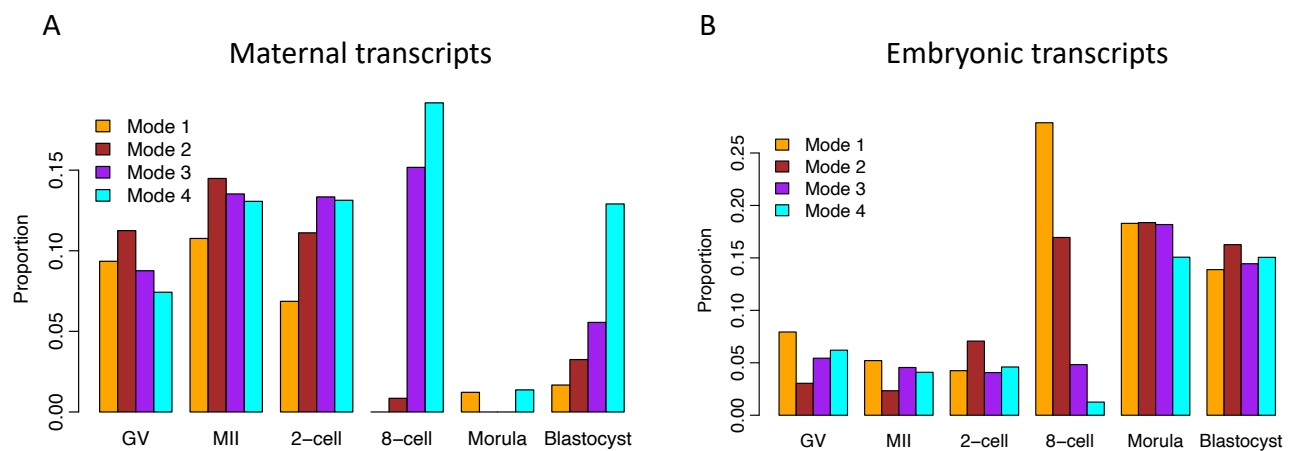 A
Maternal transcripts
Mode 1
Mode 2
Mode 3
Mode 4
Proportion
0.15
0.10
0.05
0.00
GV MII 2−cell 8−cell Morula Blastocyst
B
Embryonic transcripts
Mode 1
Mode 2
Mode 3
Mode 4
Proportion
0.25
0.20
0.15
0.10
0.05
0.00
GV MII 2−cell 8−cell Morula Blastocyst